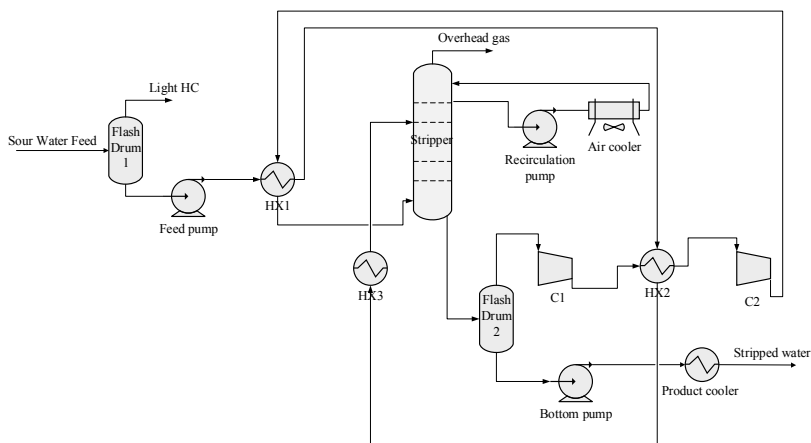 Overhead gas
Light HC
Sour Water Feed
Flash
Drum
1
Stripper
Recirculation
pump
Air cooler
HX1
Feed pump
HX3
Flash
Drum
2
C1
HX2
C2
Stripped water
Product cooler
Bottom pump